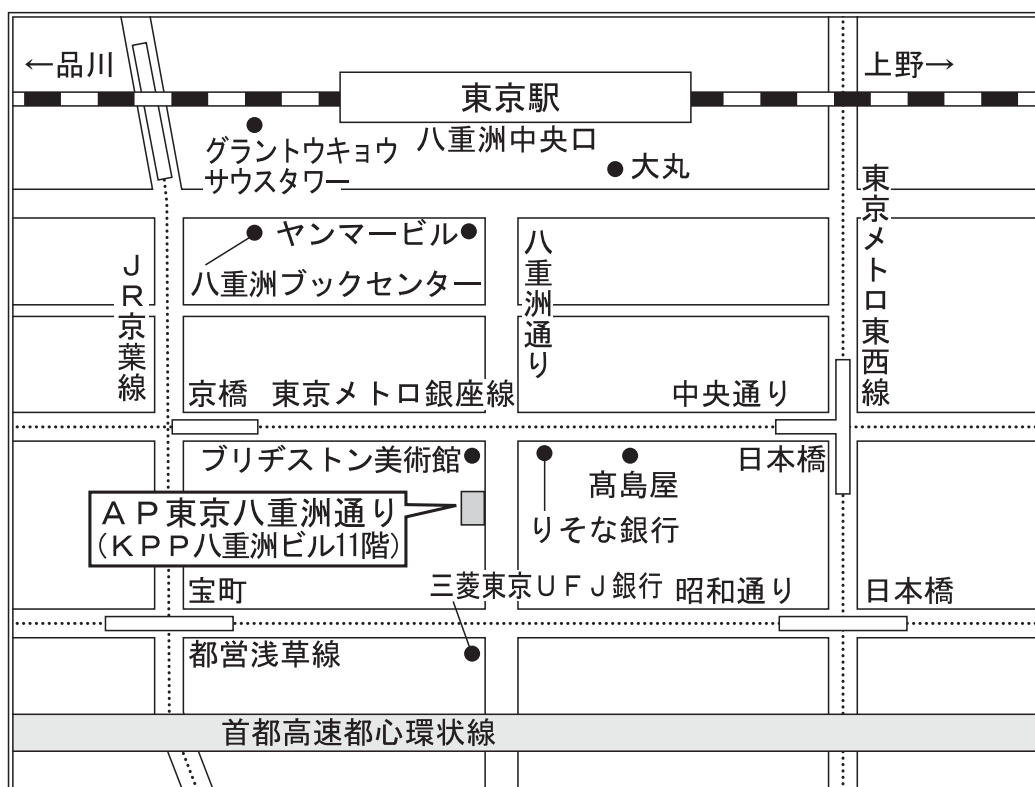 ←品川
上野→
東京駅
八重洲中央口
グラントウキョウ
サウスタワー
大丸
東京メトロ東西線
ヤンマービル
八重洲ブックセンター
八重洲通り
ＪＲ京葉線
京橋
東京メトロ銀座線
中央通り
ブリヂストン美術館
髙島屋
日本橋
りそな銀行
ＡＰ東京八重洲通り
(ＫＰＰ八重洲ビル11階)
宝町
三菱東京ＵＦＪ銀行
昭和通り
日本橋
都営浅草線
首都高速都心環状線